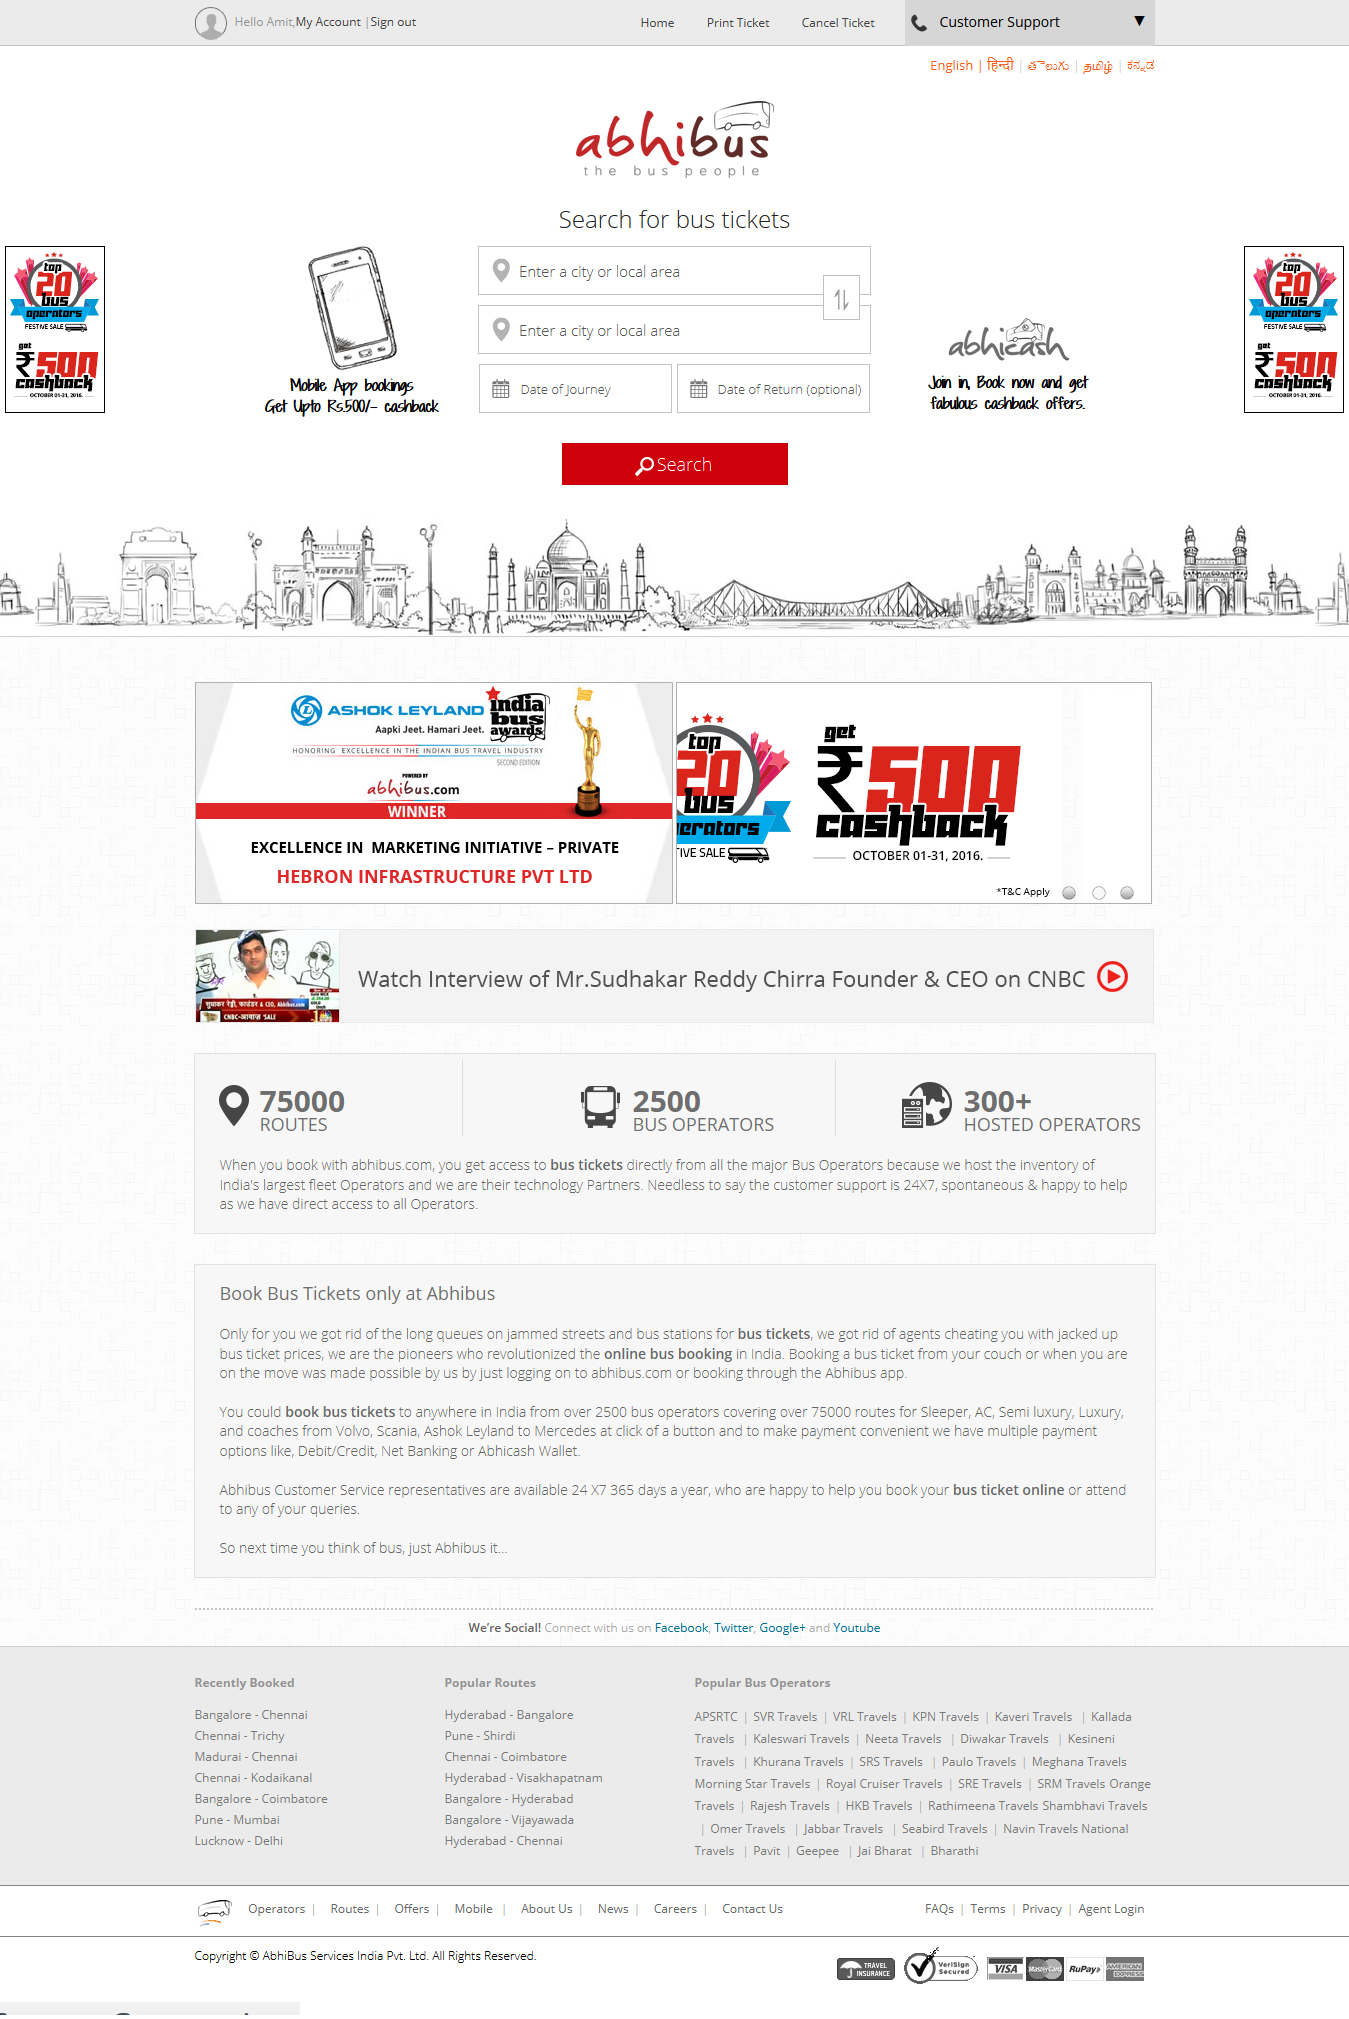 Hello Amit,My Account |Sign out
Home
Print Ticket
Cancel Ticket
Customer Support
English | हिन्दी | తెలుగు | தமிழ் | ಕನ್ನಡ
abhibus
the bus people
Search for bus tickets
top
20
bus
operators
FESTIVE SALE
get
₹500
cashback
OCTOBER 01-31, 2016.
Mobile App bookings
Get Upto Rs.500/- cashback
Enter a city or local area
Enter a city or local area
Date of Journey
Date of Return (optional)
Search
abhicash
Join in, Book now and get
fabulous cashback offers.
top
20
bus
operators
FESTIVE SALE
get
₹500
cashback
OCTOBER 01-31, 2016.
ASHOK LEYLAND
Aapki Jeet. Hamari Jeet.
india
bus
awards
HONORING EXCELLENCE IN THE INDIAN BUS TRAVEL INDUSTRY
SECOND EDITION
POWERED BY
abhibus.com
WINNER
EXCELLENCE IN MARKETING INITIATIVE – PRIVATE
HEBRON INFRASTRUCTURE PVT LTD
top
20
bus
erators
TIVE SALE
get
₹500
cashback
OCTOBER 01-31, 2016.
*T&C Apply
सुधाकर रेड्डी, फाउंडर & CEO, Abhibus.com
CNBC-आवाज़ SALE
Watch Interview of Mr.Sudhakar Reddy Chirra Founder & CEO on CNBC
75000
ROUTES
2500
BUS OPERATORS
300+
HOSTED OPERATORS
When you book with abhibus.com, you get access to bus tickets directly from all the major Bus Operators because we host the inventory of
India's largest fleet Operators and we are their technology Partners. Needless to say the customer support is 24X7, spontaneous & happy to help
as we have direct access to all Operators.
Book Bus Tickets only at Abhibus
Only for you we got rid of the long queues on jammed streets and bus stations for bus tickets, we got rid of agents cheating you with jacked up
bus ticket prices, we are the pioneers who revolutionized the online bus booking in India. Booking a bus ticket from your couch or when you are
on the move was made possible by us by just logging on to abhibus.com or booking through the Abhibus app.
You could book bus tickets to anywhere in India from over 2500 bus operators covering over 75000 routes for Sleeper, AC, Semi luxury, Luxury,
and coaches from Volvo, Scania, Ashok Leyland to Mercedes at click of a button and to make payment convenient we have multiple payment
options like, Debit/Credit, Net Banking or Abhicash Wallet.
Abhibus Customer Service representatives are available 24 X7 365 days a year, who are happy to help you book your bus ticket online or attend
to any of your queries.
So next time you think of bus, just Abhibus it...
We're Social! Connect with us on Facebook, Twitter, Google+ and Youtube
Recently Booked
Bangalore - Chennai
Chennai - Trichy
Madurai - Chennai
Chennai - Kodaikanal
Bangalore - Coimbatore
Pune - Mumbai
Lucknow - Delhi
Popular Routes
Hyderabad - Bangalore
Pune - Shirdi
Chennai - Coimbatore
Hyderabad - Visakhapatnam
Bangalore - Hyderabad
Bangalore - Vijayawada
Hyderabad - Chennai
Popular Bus Operators
APSRTC | SVR Travels | VRL Travels | KPN Travels | Kaveri Travels | Kallada
Travels | Kaleswari Travels | Neeta Travels | Diwakar Travels | Kesineni
Travels | Khurana Travels | SRS Travels | Paulo Travels | Meghana Travels
Morning Star Travels | Royal Cruiser Travels | SRE Travels | SRM Travels Orange
Travels | Rajesh Travels | HKB Travels | Rathimeena Travels Shambhavi Travels
| Omer Travels | Jabbar Travels | Seabird Travels | Navin Travels National
Travels | Pavit | Geepee | Jai Bharat | Bharathi
Operators | Routes | Offers | Mobile | About Us | News | Careers | Contact Us
FAQs | Terms | Privacy | Agent Login
Copyright © AbhiBus Services India Pvt. Ltd. All Rights Reserved.
TRAVEL
INSURANCE
VeriSign
Secured
VISA
MasterCard
RuPay
AMERICAN
EXPRESS